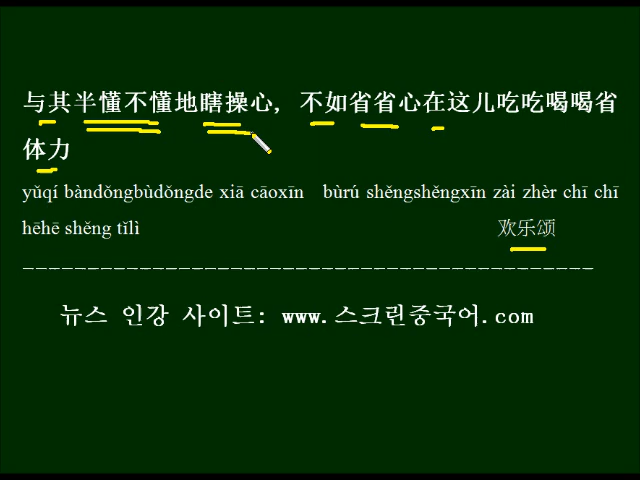 与其半懂不懂地瞎操心，不如省省心在这儿吃吃喝喝省
体力
yǔqí bàndǒngbùdǒngde xiā cāoxīn bùrú shěngshěngxīn zài zhèr chī chī
hēhē shěng tǐlì 欢乐颂
뉴스 인강 사이트: www.스크린중국어.com